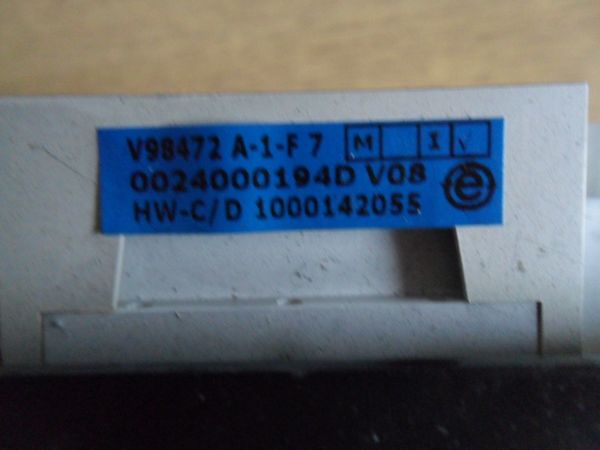 V98472 A-1-F 7 M I V
0024000194D V08 e
HW-C/D 1000142055